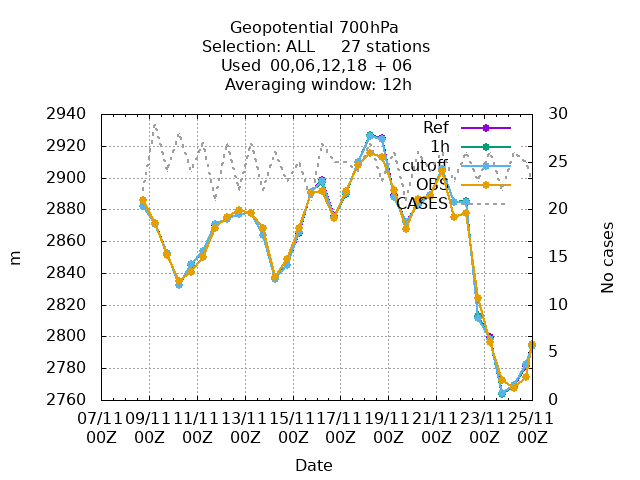 Geopotential 700hPa
Selection: ALL     27 stations
Used 00,06,12,18 + 06
Averaging window: 12h
2940
2920
2900
2880
2860
2840
2820
2800
2780
2760
m
30
25
20
15
10
5
0
No cases
Ref
1h
cutoff
OBS
CASES
07/11 09/11 11/11 13/11 15/11 17/11 19/11 21/11 23/11 25/11
00Z 00Z 00Z 00Z 00Z 00Z 00Z 00Z 00Z 00Z
Date